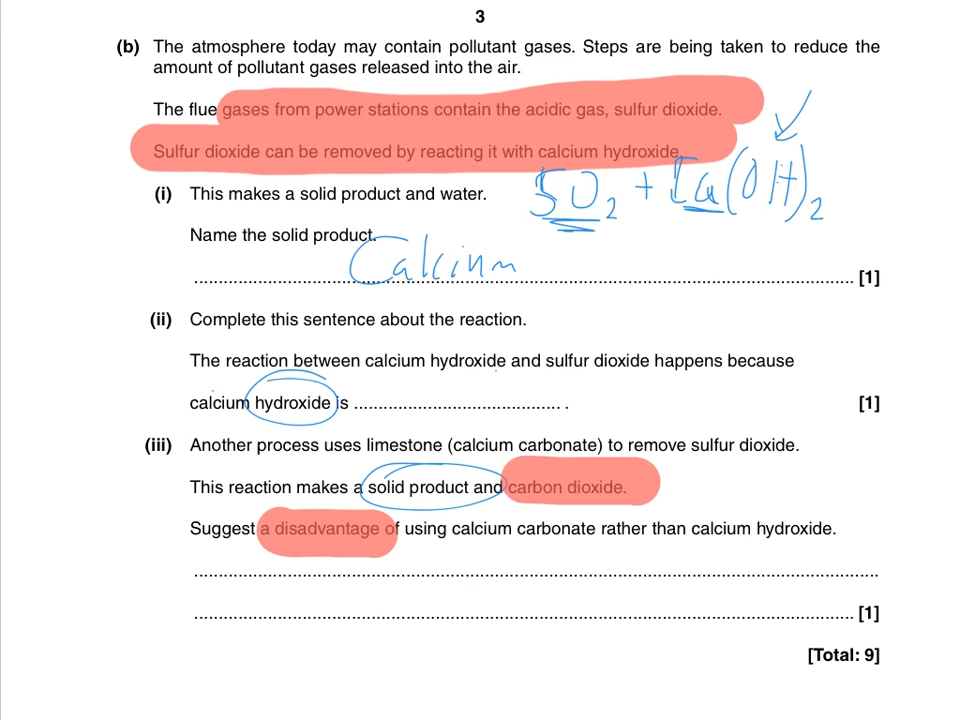 3
(b) The atmosphere today may contain pollutant gases. Steps are being taken to reduce the
amount of pollutant gases released into the air.
The flue gases from power stations contain the acidic gas, sulfur dioxide.
Sulfur dioxide can be removed by reacting it with calcium hydroxide.
(i) This makes a solid product and water.
SO2 + Ca(OH)2
Name the solid product.
Calcium
.................................................................................................................................... [1]
(ii) Complete this sentence about the reaction.
The reaction between calcium hydroxide and sulfur dioxide happens because
calcium hydroxide is .......................................... . [1]
(iii) Another process uses limestone (calcium carbonate) to remove sulfur dioxide.
This reaction makes a solid product and carbon dioxide.
Suggest a disadvantage of using calcium carbonate rather than calcium hydroxide.
.........................................................................................................................................
.................................................................................................................................... [1]
[Total: 9]